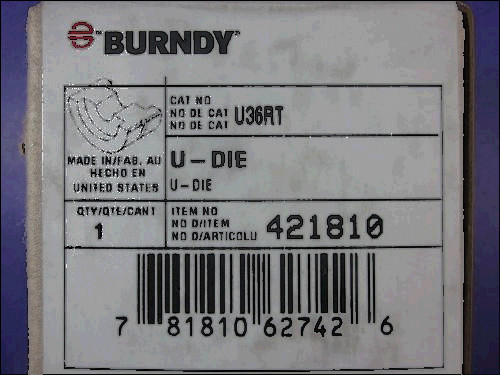 BURNDY™
CAT NO
NO DE CAT U36RT
NO DE CAT
MADE IN/FAB. AU
HECHO EN
UNITED STATES
U-DIE
U-DIE
QTY/QTE/CANT
1
ITEM NO
NO D/ITEM 421810
NO D/ARTICOLU
7 81810 62742 6